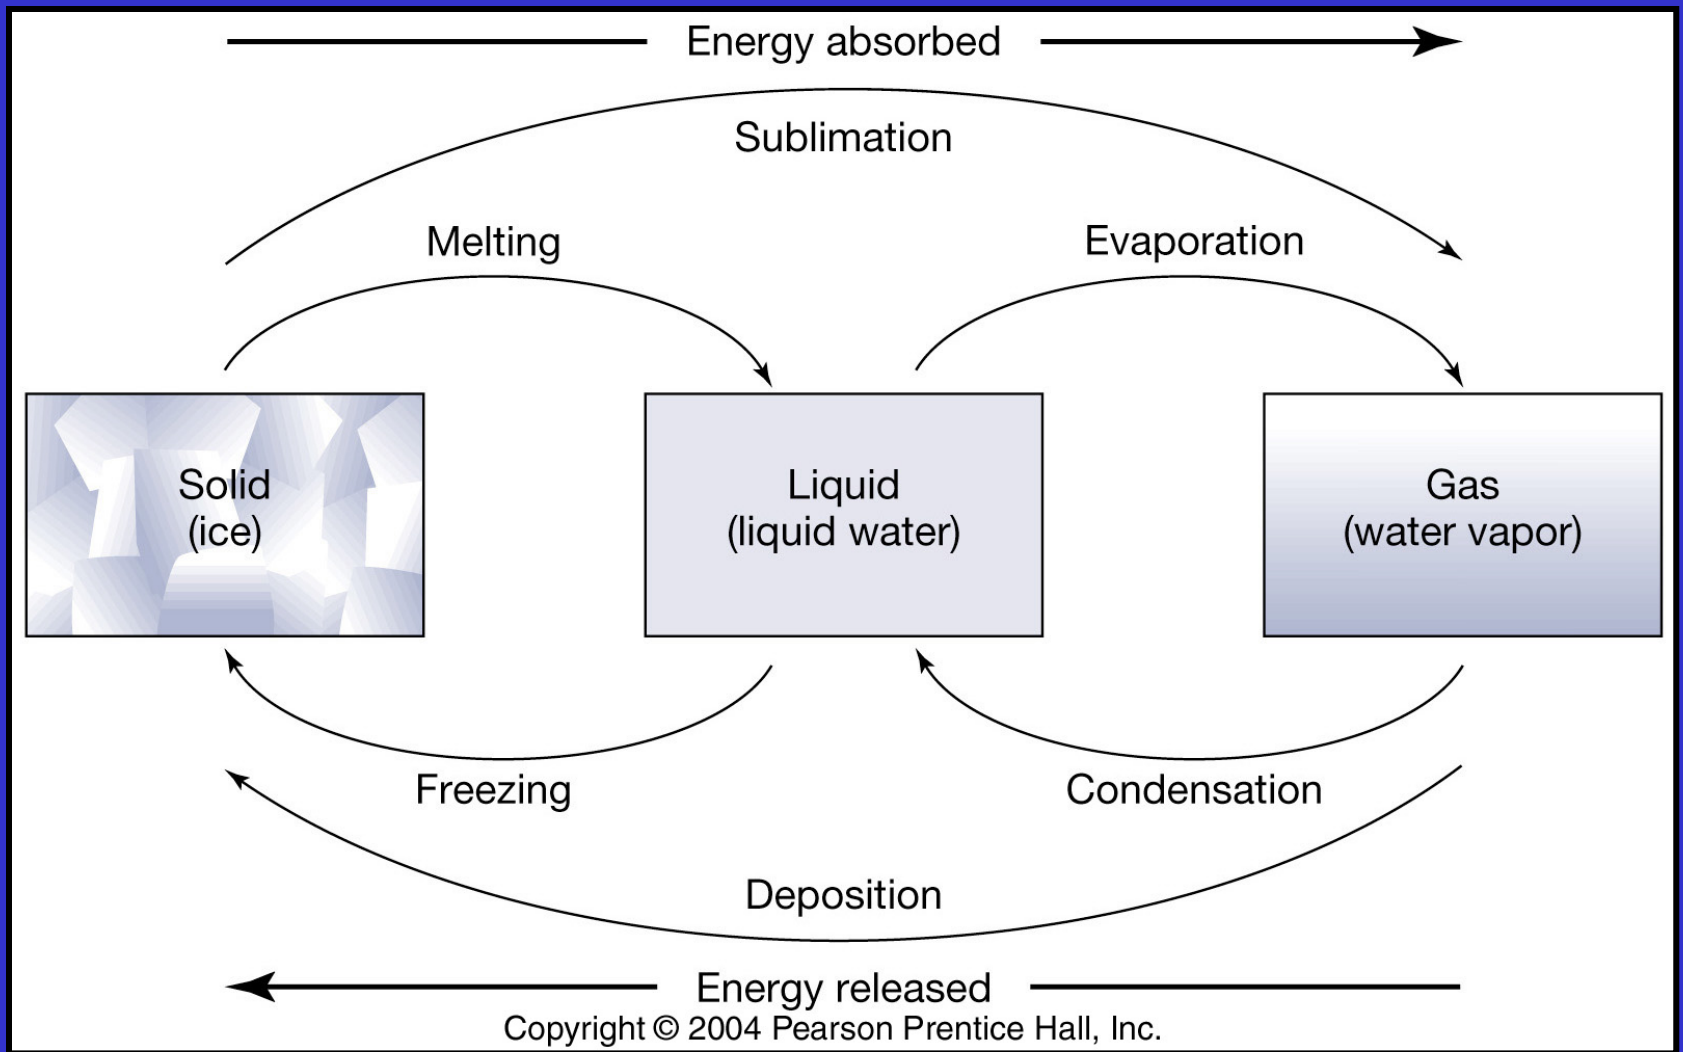 Energy absorbed
Sublimation
Melting
Evaporation
Solid
(ice)
Liquid
(liquid water)
Gas
(water vapor)
Freezing
Condensation
Deposition
Energy released
Copyright © 2004 Pearson Prentice Hall, Inc.